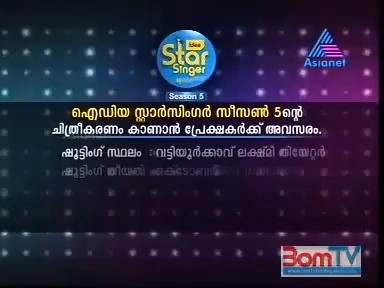 Idea
Star
Singer
Season 5
Asianet
ഐഡിയ സ്റ്റാർസിംഗർ സീസൺ 5ന്റെ
ചിത്രീകരണം കാണാൻ പ്രേക്ഷകർക്ക് അവസരം.
ഷൂട്ടിംഗ് സ്ഥലം : വട്ടിയൂർക്കാവ് ലക്ഷ്മി തിയേറ്റർ
ഷൂട്ടിംഗ് തീയതി
BomTV